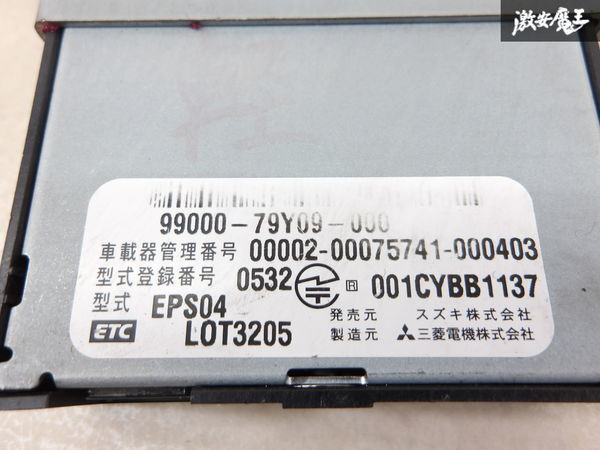 激安魔王
99000-79Y09-000
車載器管理番号 00002-00075741-000403
型式登録番号 0532 R 001CYBB1137
型式 EPS04 発売元 スズキ株式会社
ETC LOT3205 製造元 三菱電機株式会社